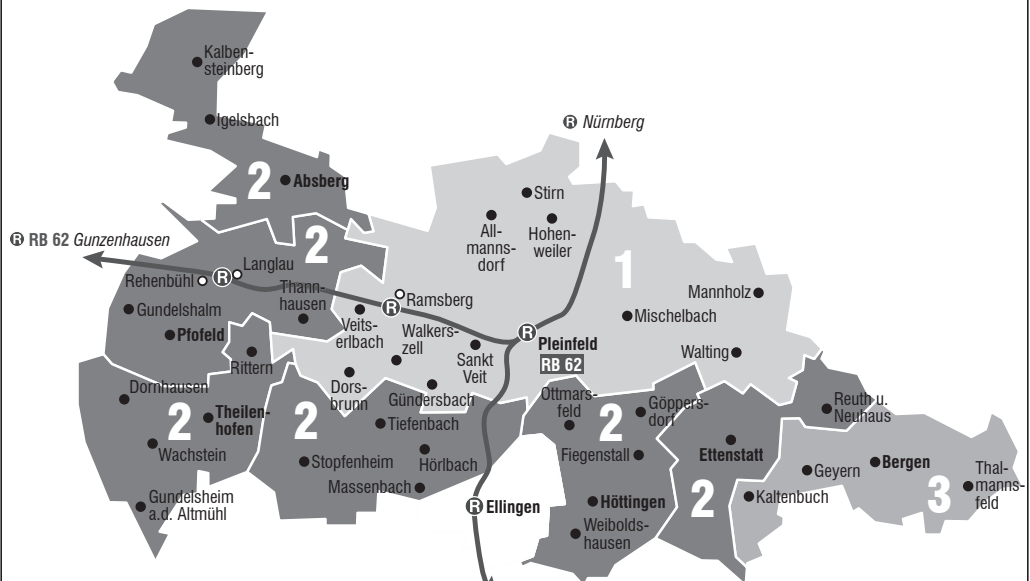 Kalben-
steinberg
Igelsbach
2
Absberg
R Nürnberg
Stirn
All-
manns-
dorf
Hohen-
weiler
R RB 62 Gunzenhausen
2
1
Langlau
R
Rehenbühl
Thann-
hausen
Gundelshalm
Pfofeld
Rittern
R
Ramsberg
Veits-
erlbach
Walkers-
zell
Sankt
Veit
Dors-
brunn
Gündersbach
R
Pleinfeld
RB 62
Mannholz
Mischelbach
Walting
Dornhausen
2
Theilen-
hofen
Wachstein
Gundelsheim
a.d. Altmühl
2
Tiefenbach
Stopfenheim
Hörlbach
Massenbach
R
Ellingen
Ottmars-
feld
2
Göppers-
dorf
Fiegenstall
Höttingen
Weibolds-
hausen
Ettenstatt
2
Reuth u.
Neuhaus
Kaltenbuch
Geyern
Bergen
3
Thal-
manns-
feld